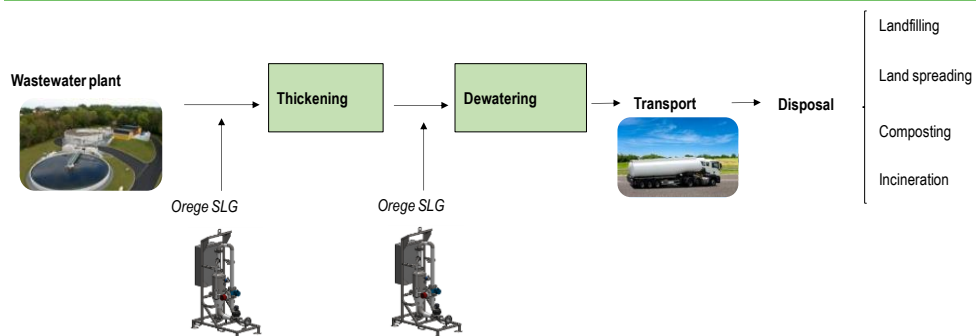 Wastewater plant
Thickening
Dewatering
Transport
Disposal
Landfilling
Land spreading
Composting
Incineration
Orege SLG
Orege SLG